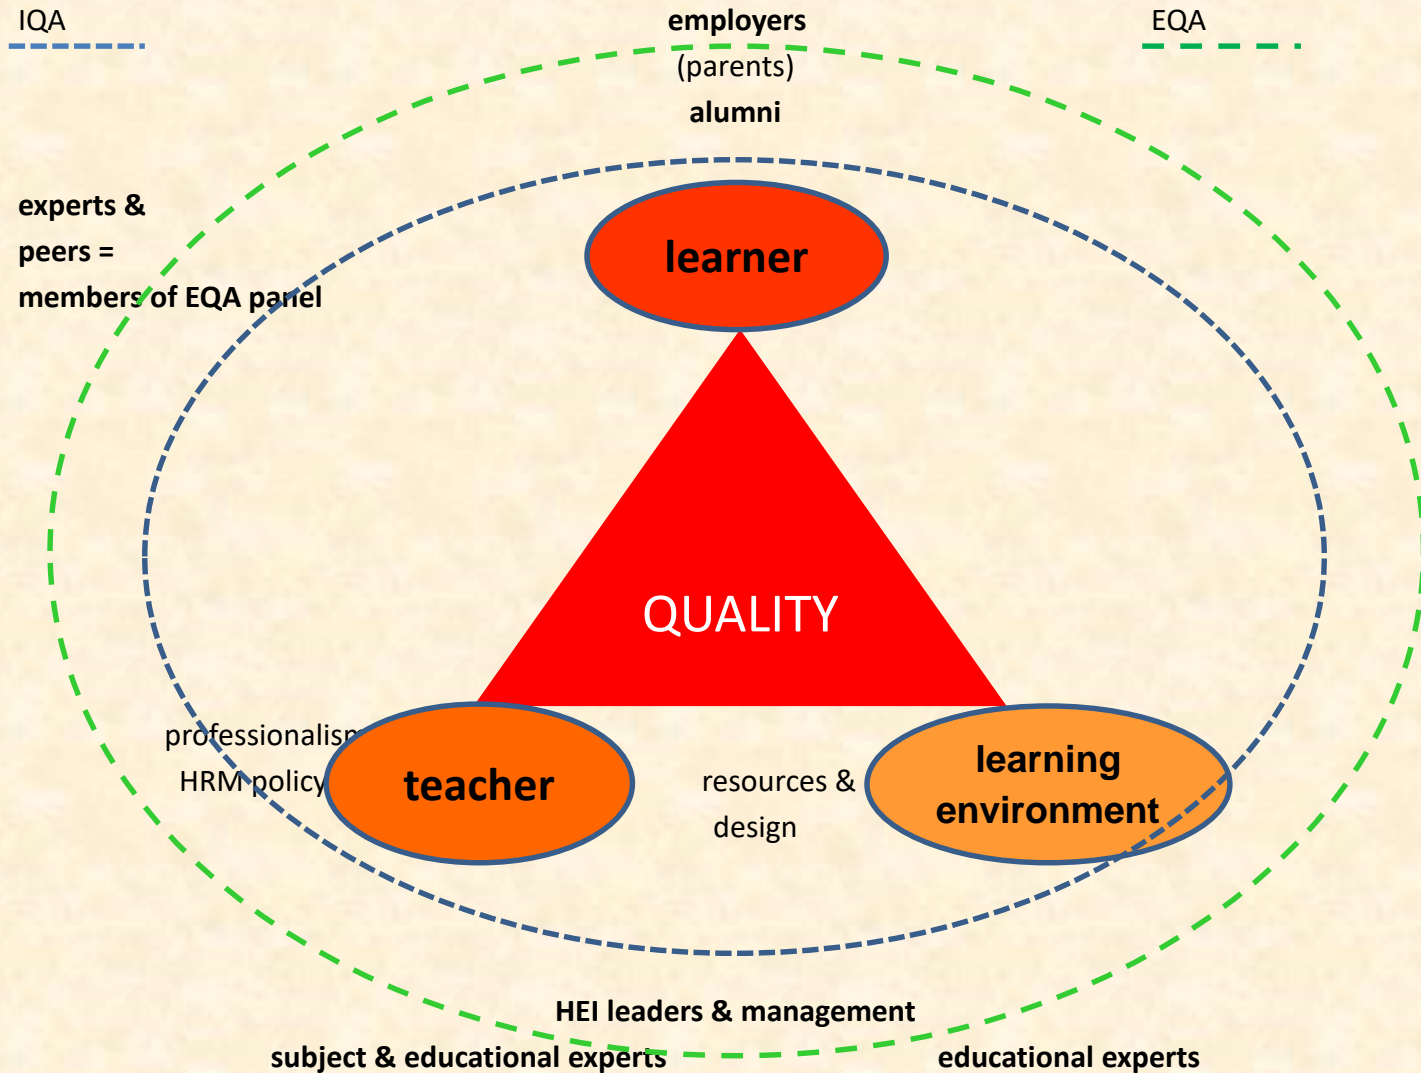 IQA
employers
EQA
(parents)
alumni
experts &
peers =
members of EQA panel
learner
QUALITY
professionalism
HRM policy
teacher
resources &
design
learning
environment
HEI leaders & management
subject & educational experts
educational experts